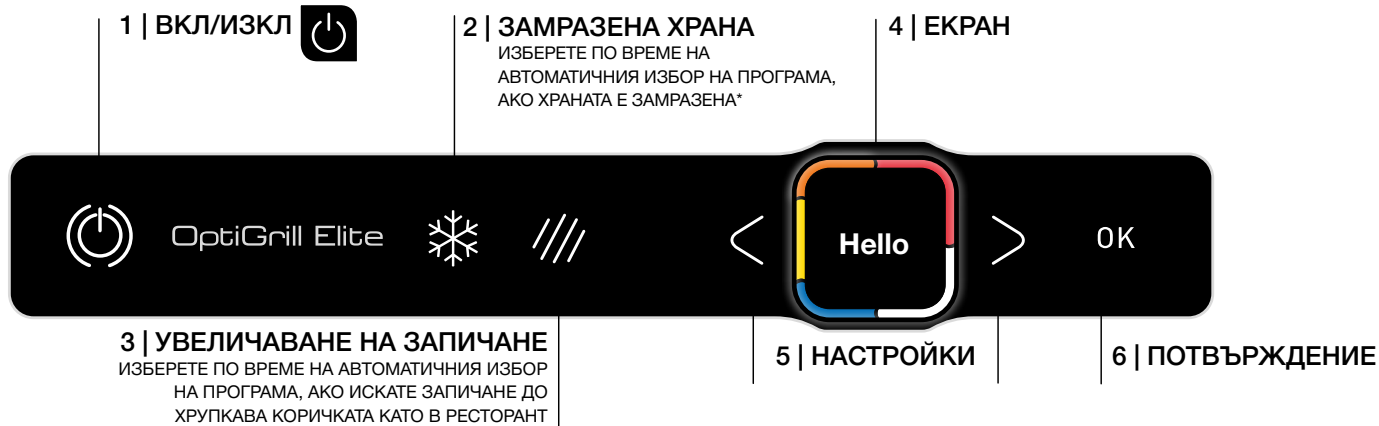 1 | ВКЛ/ИЗКЛ
2 | ЗАМРАЗЕНА ХРАНА
ИЗБЕРЕТЕ ПО ВРЕМЕ НА
АВТОМАТИЧНИЯ ИЗБОР НА ПРОГРАМА,
АКО ХРАНАТА Е ЗАМРАЗЕНА*
4 | ЕКРАН
OptiGrill Elite
Hello
OK
3 | УВЕЛИЧАВАНЕ НА ЗАПИЧАНЕ
ИЗБЕРЕТЕ ПО ВРЕМЕ НА АВТОМАТИЧНИЯ ИЗБОР
НА ПРОГРАМА, АКО ИСКАТЕ ЗАПИЧАНЕ ДО
ХРУПКАВА КОРИЧКАТА КАТО В РЕСТОРАНТ
5 | НАСТРОЙКИ
6 | ПОТВЪРЖДЕНИЕ